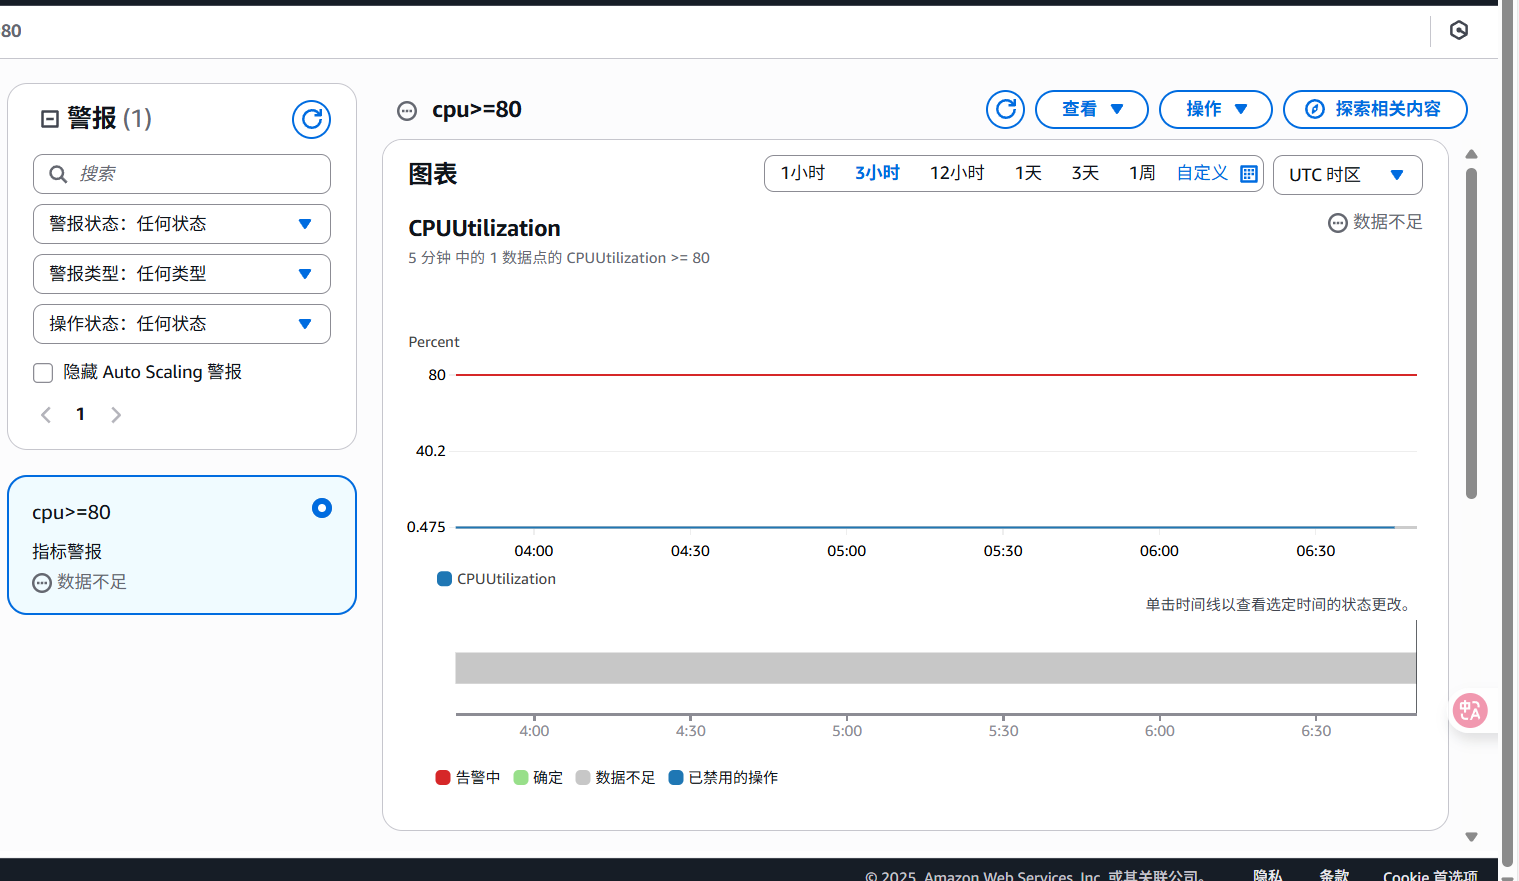 80
警报 (1)
搜索
警报状态：任何状态
警报类型：任何类型
操作状态：任何状态
隐藏 Auto Scaling 警报
1
cpu>=80
指标警报
数据不足
cpu>=80
查看
操作
探索相关内容
图表
1小时 3小时 12小时 1天 3天 1周 自定义
UTC 时区
CPUUtilization
数据不足
5 分钟 中的 1 数据点的 CPUUtilization >= 80
Percent
80
40.2
0.475
04:00 04:30 05:00 05:30 06:00 06:30
CPUUtilization
单击时间线以查看选定时间的状态更改。
4:00 4:30 5:00 5:30 6:00 6:30
告警中 确定 数据不足 已禁用的操作
中A
© 2025, Amazon Web Services, Inc. 或其关联公司。 隐私 条款 Cookie 首选项